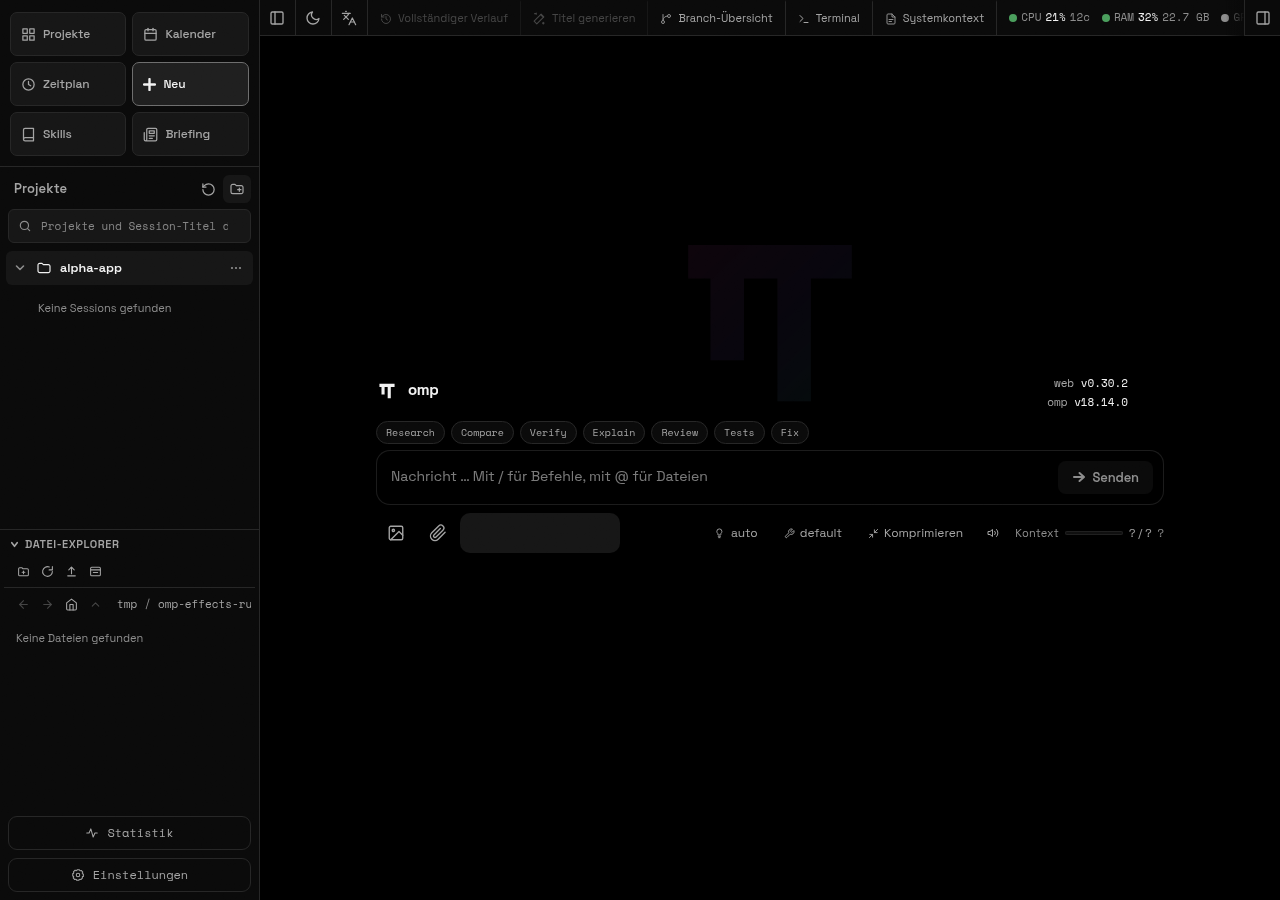 Projekte
Kalender
Zeitplan
Neu
Skills
Briefing
Projekte
Projekte und Session-Titel
alpha-app
Keine Sessions gefunden
DATEI-EXPLORER
tmp / omp-effects-ru
Keine Dateien gefunden
Statistik
Einstellungen
Vollständiger Verlauf
Titel generieren
Branch-Übersicht
Terminal
Systemkontext
CPU 21% 12c
RAM 32% 22.7 GB
omp
web v0.30.2
omp v18.14.0
Research
Compare
Verify
Explain
Review
Tests
Fix
Nachricht … Mit / für Befehle, mit @ für Dateien
Senden
auto
default
Komprimieren
Kontext
? / ? ?